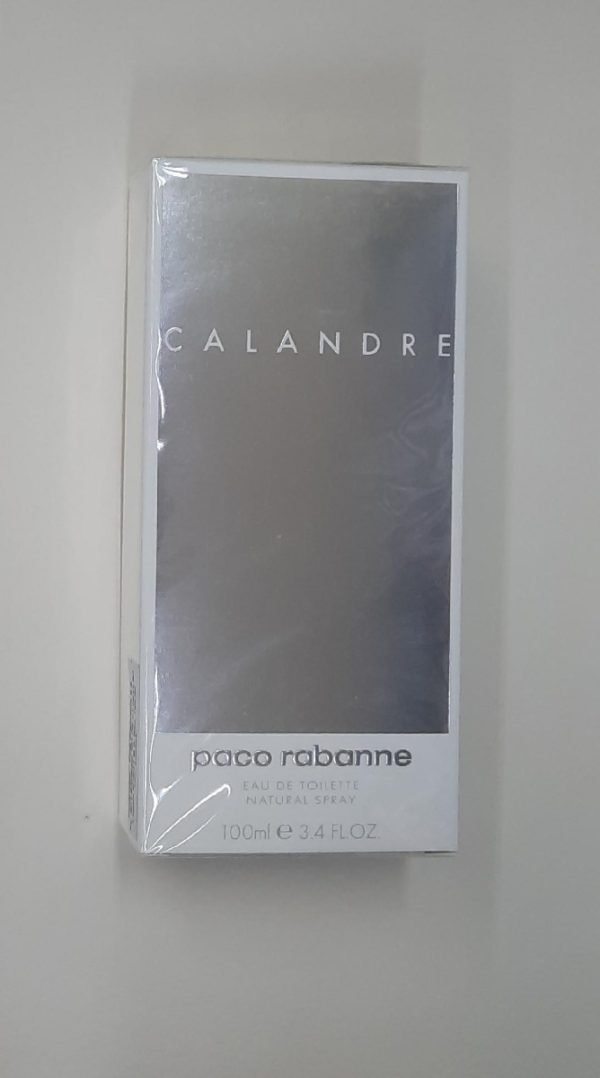 CALANDRE
paco rabanne
EAU DE TOILETTE
NATURAL SPRAY
100ml e 3.4 FL.OZ.